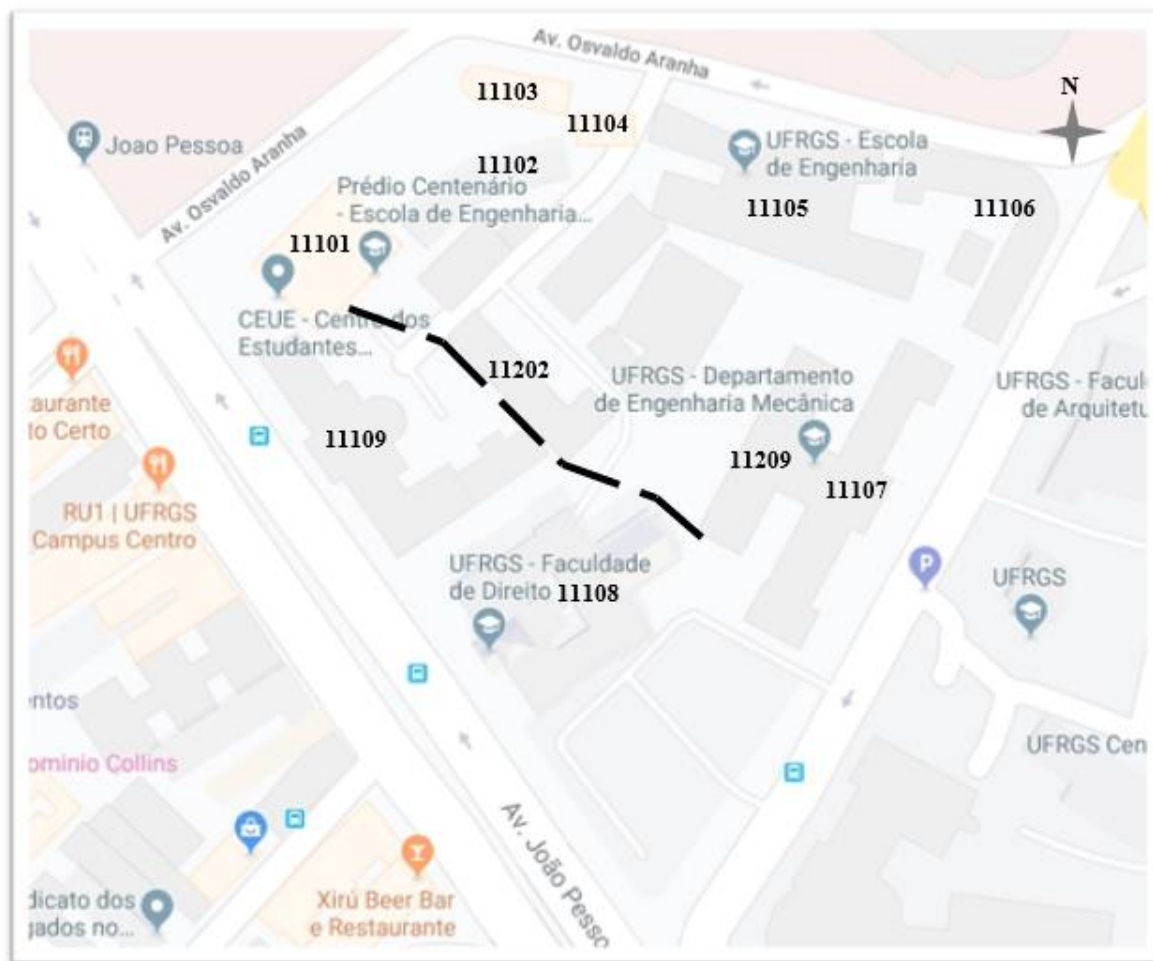 Av. Osvaldo Aranha
N
11103
11104
Joao Pessoa
Av. Osvaldo Aranha
11102
UFRGS - Escola
de Engenharia
Prédio Centenário
- Escola de Engenharia...
11105
11106
11101
CEUE - Centro dos
Estudantes...
11202
UFRGS - Departamento
de Engenharia Mecânica
UFRGS - Facul
de Arquitetu
taurante
to Certo
11109
11209
11107
RU1 | UFRGS
Campus Centro
UFRGS - Faculdade
de Direito
11108
P
UFRGS
entos
UFRGS Cen
ominio Collins
Av. João Pesso
dicato dos
gados no...
Xirú Beer Bar
e Restaurante